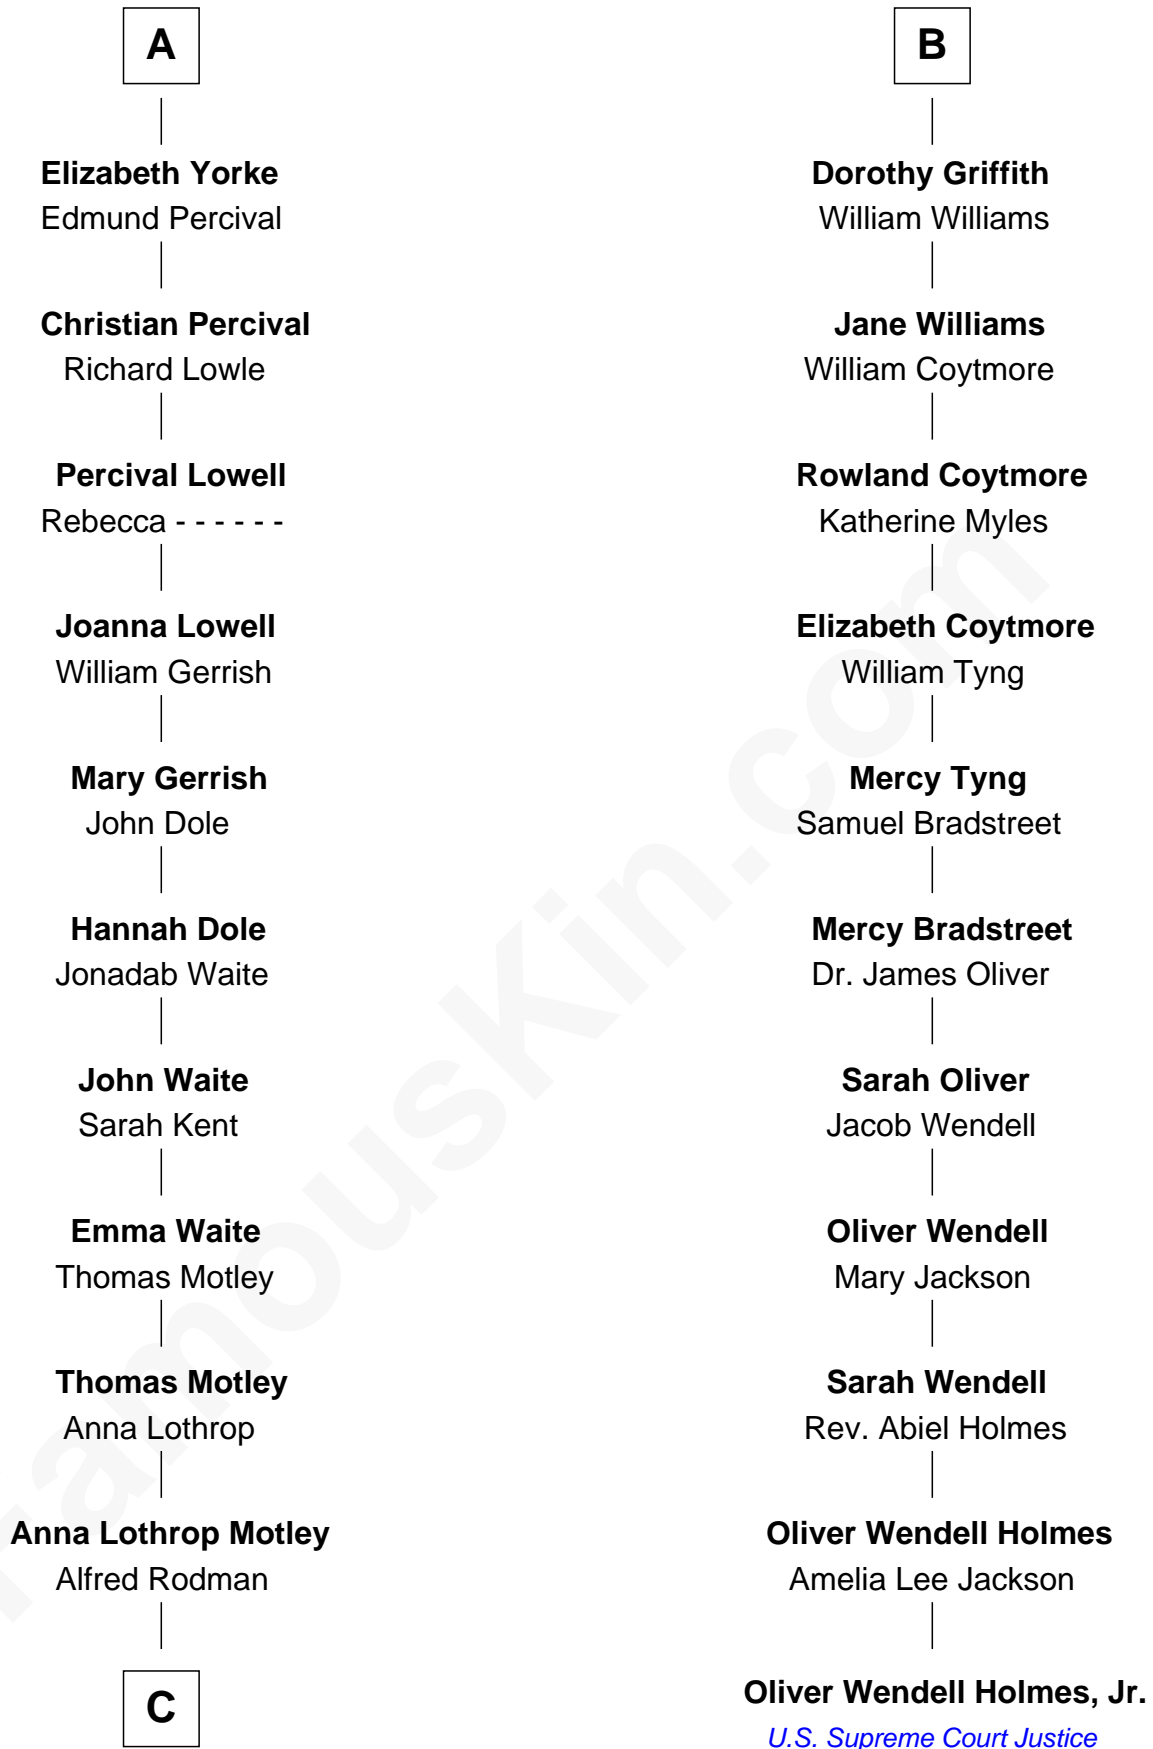 A
Elizabeth Yorke
Edmund Percival
Christian Percival
Richard Lowle
Percival Lowell
Rebecca - - - - - -
Joanna Lowell
William Gerrish
Mary Gerrish
John Dole
Hannah Dole
Jonadab Waite
John Waite
Sarah Kent
Emma Waite
Thomas Motley
Thomas Motley
Anna Lothrop
Anna Lothrop Motley
Alfred Rodman
C
B
Dorothy Griffith
William Williams
Jane Williams
William Coytmore
Rowland Coytmore
Katherine Myles
Elizabeth Coytmore
William Tyng
Mercy Tyng
Samuel Bradstreet
Mercy Bradstreet
Dr. James Oliver
Sarah Oliver
Jacob Wendell
Oliver Wendell
Mary Jackson
Sarah Wendell
Rev. Abiel Holmes
Oliver Wendell Holmes
Amelia Lee Jackson
Oliver Wendell Holmes, Jr.
U.S. Supreme Court Justice
FamousKin.com